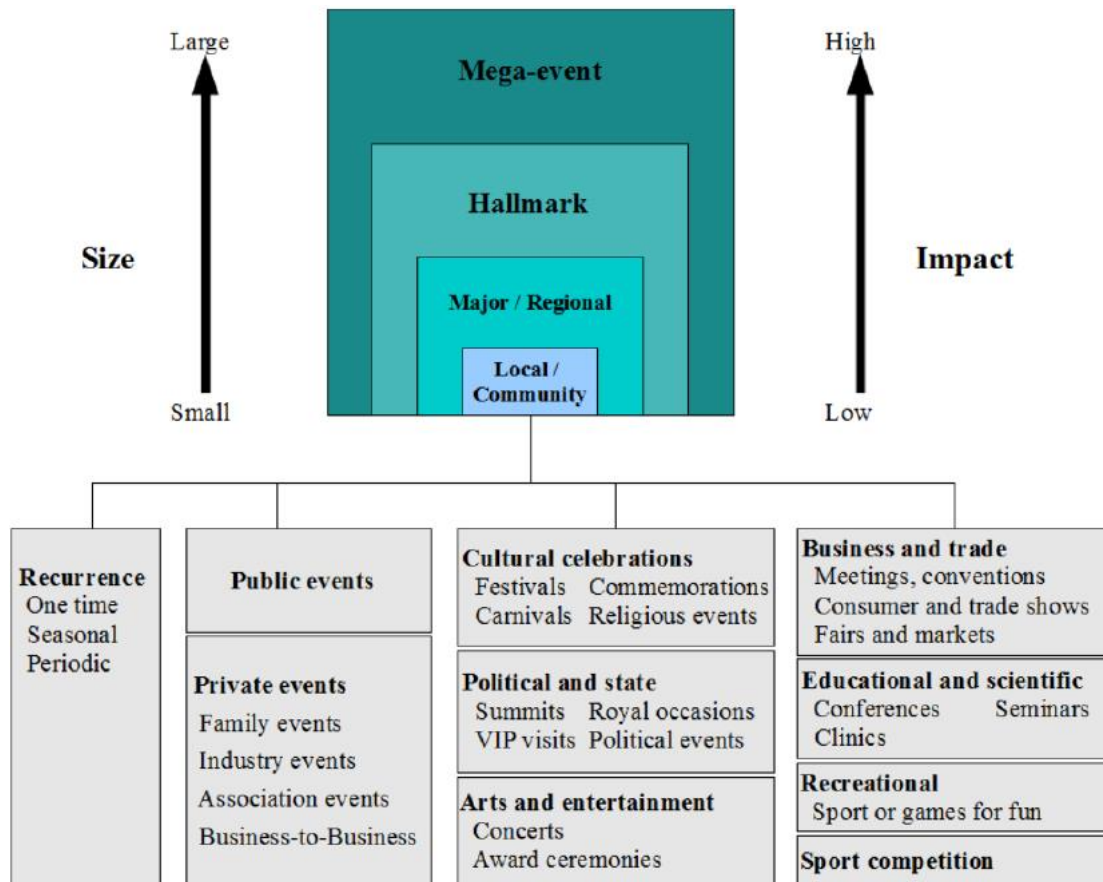 Large
High
Mega-event
Hallmark
Size
Impact
Major / Regional
Local /
Community
Small
Low
Recurrence
One time
Seasonal
Periodic
Public events
Private events
Family events
Industry events
Association events
Business-to-Business
Cultural celebrations
Festivals Commemorations
Carnivals Religious events
Political and state
Summits Royal occasions
VIP visits Political events
Arts and entertainment
Concerts
Award ceremonies
Business and trade
Meetings, conventions
Consumer and trade shows
Fairs and markets
Educational and scientific
Conferences Seminars
Clinics
Recreational
Sport or games for fun
Sport competition